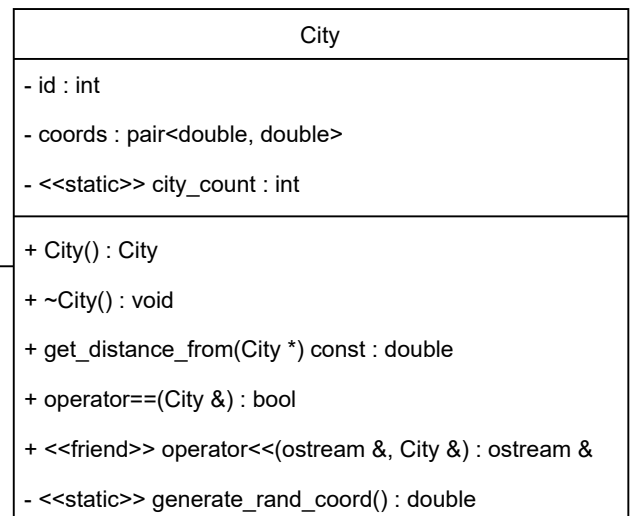 City
- id : int
- coords : pair<double, double>
- <<static>> city_count : int
+ City() : City
+ ~City() : void
+ get_distance_from(City *) const : double
+ operator==(City &) : bool
+ <<friend>> operator<<(ostream &, City &) : ostream &
- <<static>> generate_rand_coord() : double